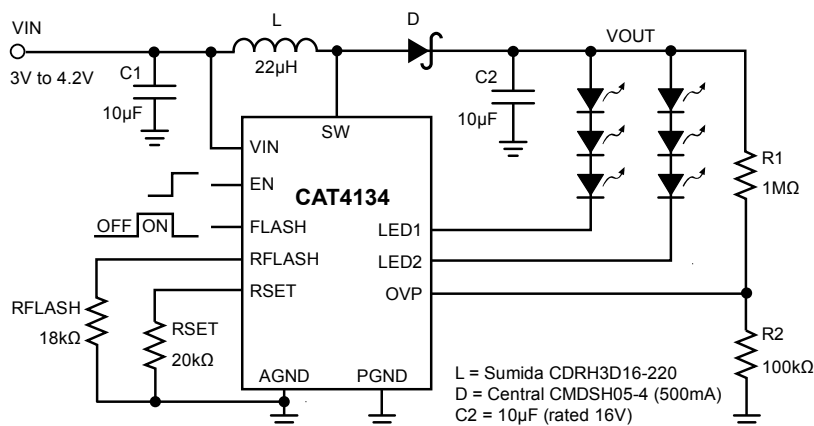 VIN
3V to 4.2V
C1
10µF
L
22µH
D
C2
10µF
VOUT
R1
1MΩ
SW
VIN
EN
CAT4134
OFF ON
FLASH
LED1
RFLASH
LED2
RSET
OVP
RFLASH
18kΩ
RSET
20kΩ
R2
100kΩ
AGND
PGND
L = Sumida CDRH3D16-220
D = Central CMDSH05-4 (500mA)
C2 = 10µF (rated 16V)